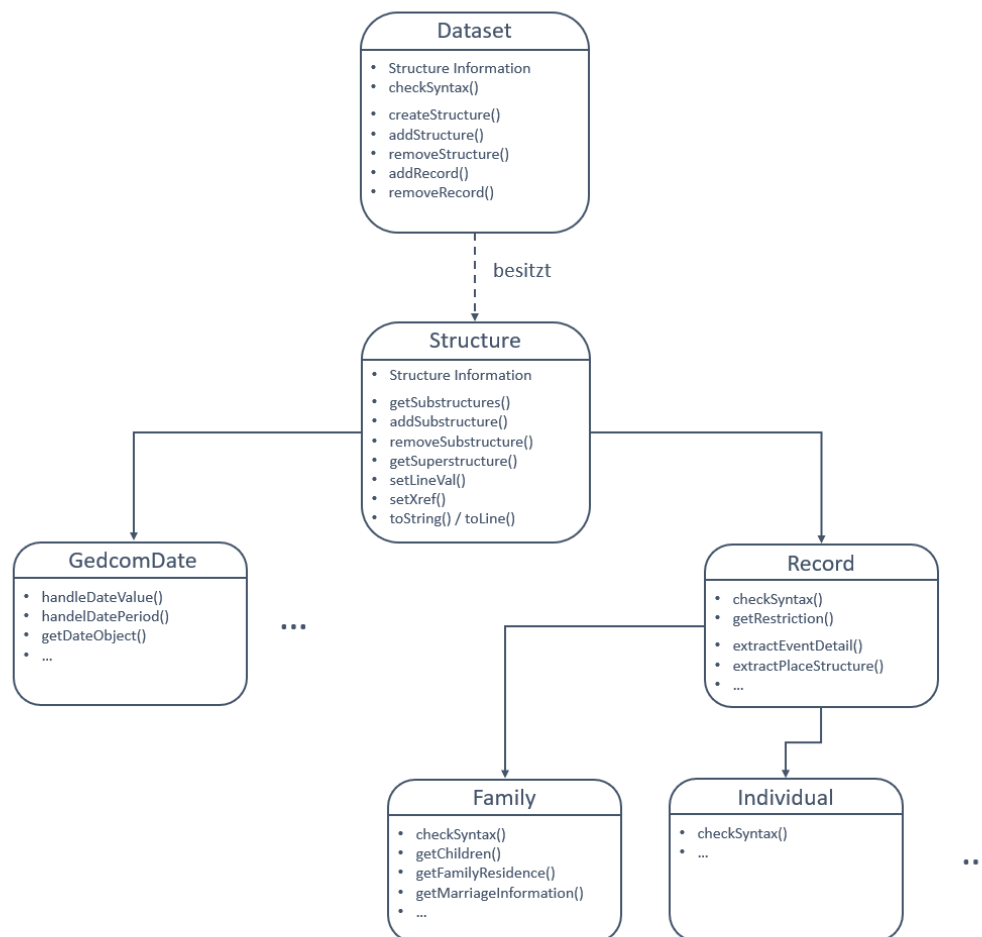 Dataset
• Structure Information
• checkSyntax()
• createStructure()
• addStructure()
• removeStructure()
• addRecord()
• removeRecord()
besitzt
Structure
• Structure Information
• getSubstructures()
• addSubstructure()
• removeSubstructure()
• getSuperstructure()
• setLineVal()
• setXref()
• toString() / toLine()
GedcomDate
• handleDateValue()
• handelDatePeriod()
• getDateObject()
• ...
...
Record
• checkSyntax()
• getRestriction()
• extractEventDetail()
• extractPlaceStructure()
• ...
Family
• checkSyntax()
• getChildren()
• getFamilyResidence()
• getMarriageInformation()
• ...
Individual
• checkSyntax()
• ...
..